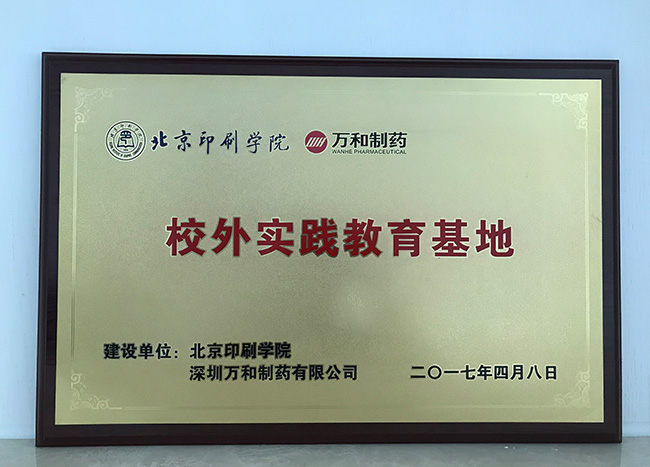 北京印刷学院 万和制药
WANHE PHARMACEUTICAL
校外实践教育基地
建设单位：北京印刷学院
深圳万和制药有限公司 二〇一七年四月八日